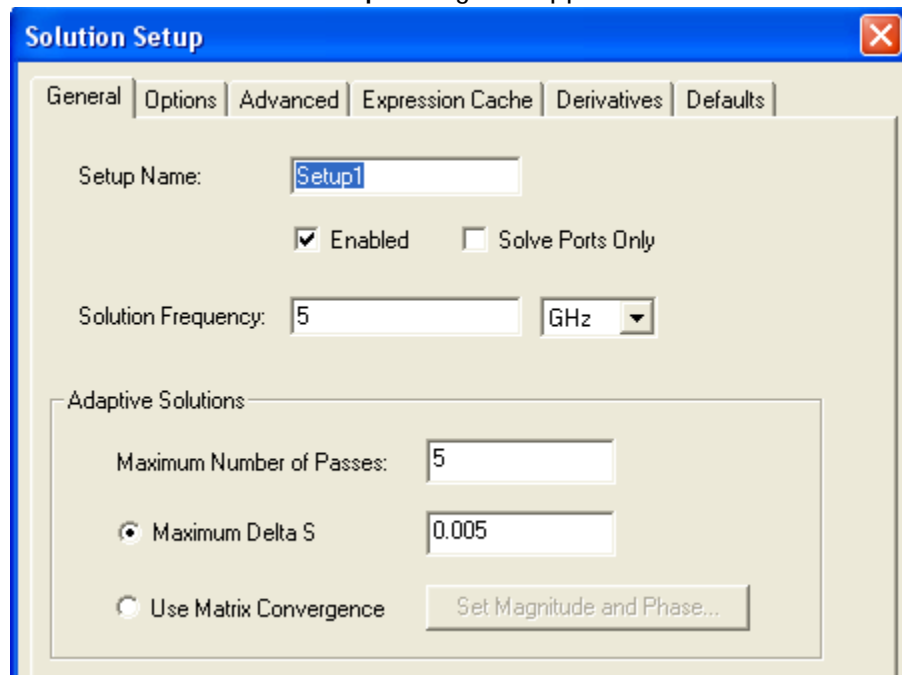 Solution Setup
General Options Advanced Expression Cache Derivatives Defaults
Setup Name: Setup1
Enabled Solve Ports Only
Solution Frequency: 5 GHz
Adaptive Solutions
Maximum Number of Passes: 5
Maximum Delta S 0.005
Use Matrix Convergence Set Magnitude and Phase...